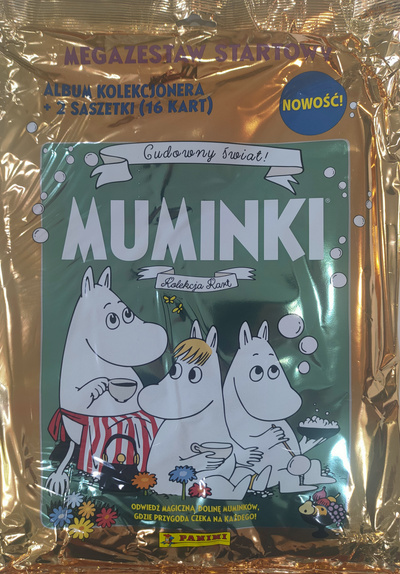 MEGAZESTAW STARTOWY
ALBUM KOLEKCJONERA
+ 2 SASZETKI (16 KART)
NOWOŚĆ!
Cudowny świat!
MUMINKI
Kolekcja Kart
ODWIEDŹ MAGICZNĄ DOLINĘ MUMINKÓW,
GDZIE PRZYGODA CZEKA NA KAŻDEGO!
PANINI